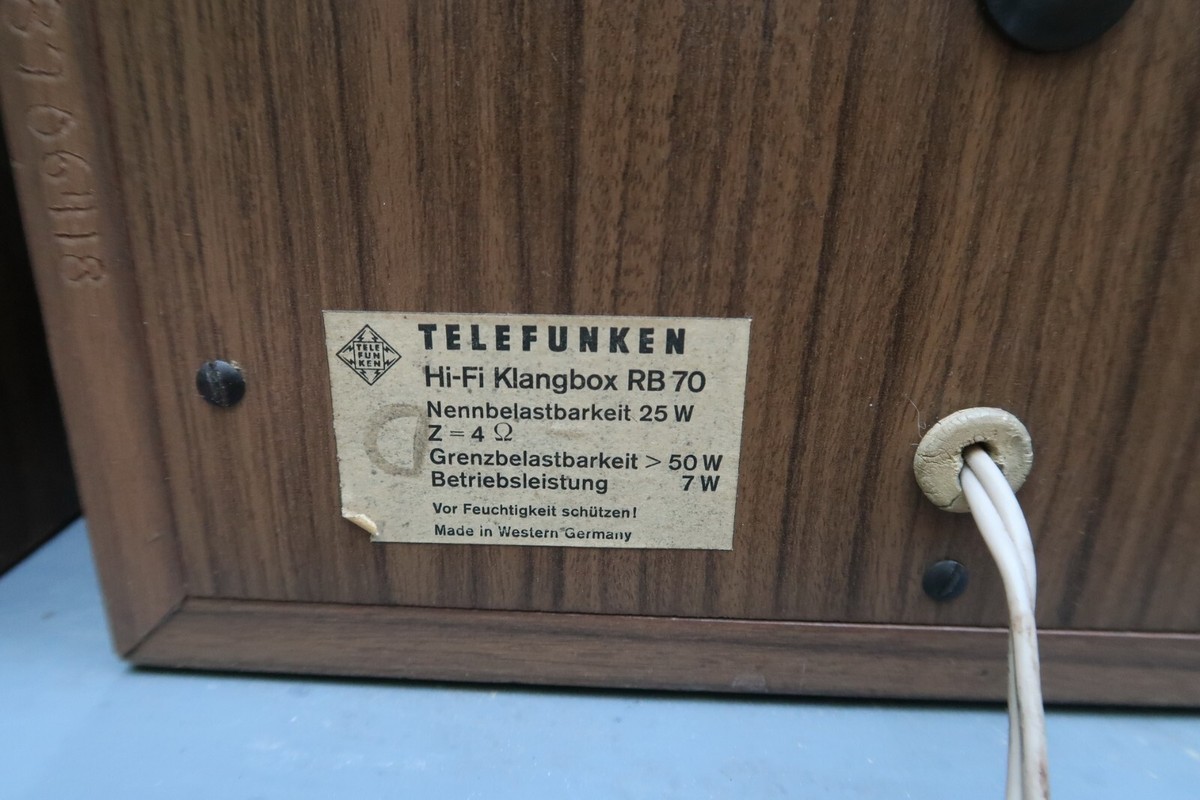 TELE
FUN
KEN
TELEFUNKEN
Hi-Fi Klangbox RB 70
Nennbelastbarkeit 25 W
Z = 4 Ω
Grenzbelastbarkeit > 50 W
Betriebsleistung 7 W
Vor Feuchtigkeit schützen!
Made in Western Germany
D